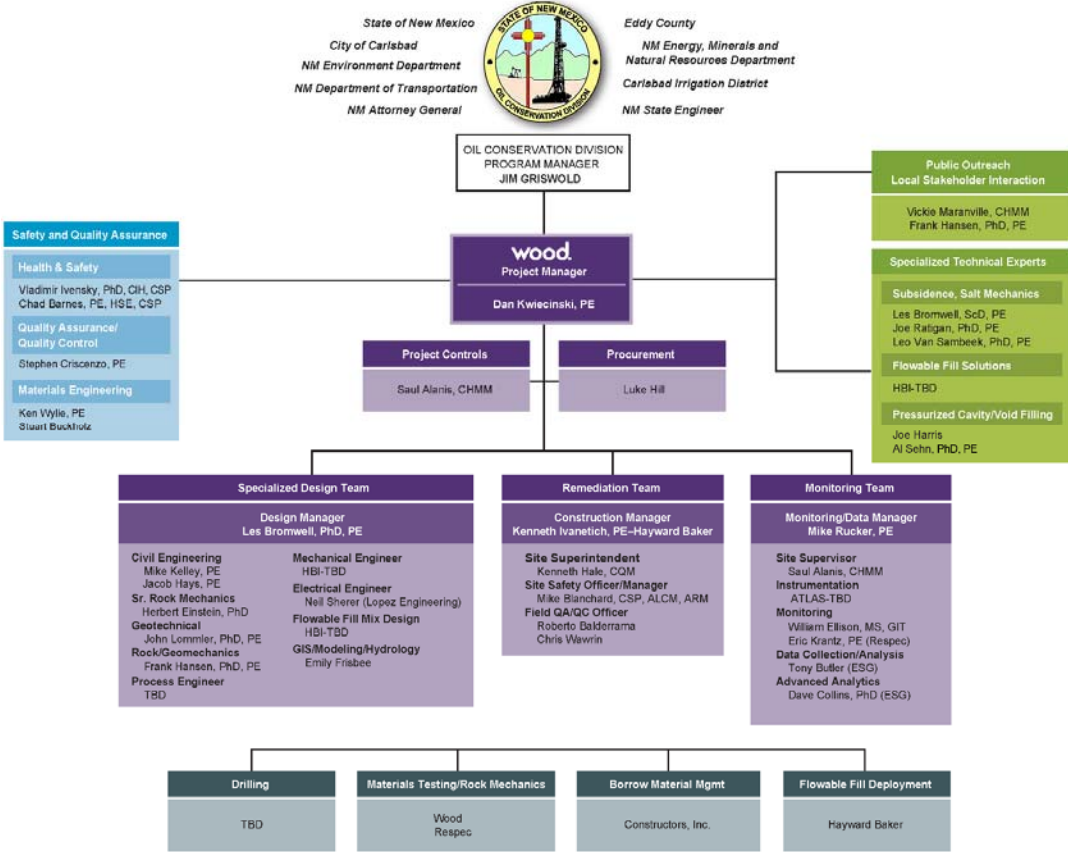 STATE OF NEW MEXICO
OIL CONSERVATION DIVISION
State of New Mexico
City of Carlsbad
NM Environment Department
NM Department of Transportation
NM Attorney General
Eddy County
NM Energy, Minerals and
Natural Resources Department
Carlsbad Irrigation District
NM State Engineer
OIL CONSERVATION DIVISION
PROGRAM MANAGER
JIM GRISWOLD
Public Outreach
Local Stakeholder Interaction
Vickie Maranville, CHMM
Frank Hansen, PhD, PE
Safety and Quality Assurance
Health & Safety
Vladimir Ivensky, PhD, CIH, CSP
Chad Barnes, PE, HSE, CSP
Quality Assurance/
Quality Control
Stephen Criscenzo, PE
Materials Engineering
Ken Wylie, PE
Stuart Buckholz
wood.
Project Manager
Dan Kwiecinski, PE
Specialized Technical Experts
Subsidence, Salt Mechanics
Les Bromwell, ScD, PE
Joe Ratigan, PhD, PE
Leo Van Sambeek, PhD, PE
Flowable Fill Solutions
HBI-TBD
Pressurized Cavity/Void Filling
Joe Harris
Al Sehn, PhD, PE
Project Controls
Saul Alanis, CHMM
Procurement
Luke Hill
Specialized Design Team
Design Manager
Les Bromwell, PhD, PE
Civil Engineering
Mike Kelley, PE
Jacob Hays, PE
Sr. Rock Mechanics
Herbert Einstein, PhD
Geotechnical
John Lommler, PhD, PE
Rock/Geomechanics
Frank Hansen, PhD, PE
Process Engineer
TBD
Mechanical Engineer
HBI-TBD
Electrical Engineer
Neil Sherer (Lopez Engineering)
Flowable Fill Mix Design
HBI-TBD
GIS/Modeling/Hydrology
Emily Frisbee
Remediation Team
Construction Manager
Kenneth Ivanetich, PE–Hayward Baker
Site Superintendent
Kenneth Hale, CQM
Site Safety Officer/Manager
Mike Blanchard, CSP, ALCM, ARM
Field QA/QC Officer
Roberto Balderrama
Chris Wawrin
Monitoring Team
Monitoring/Data Manager
Mike Rucker, PE
Site Supervisor
Saul Alanis, CHMM
Instrumentation
ATLAS-TBD
Monitoring
William Ellison, MS, GIT
Eric Krantz, PE (Respec)
Data Collection/Analysis
Tony Butler (ESG)
Advanced Analytics
Dave Collins, PhD (ESG)
Drilling
TBD
Materials Testing/Rock Mechanics
Wood
Respec
Borrow Material Mgmt
Constructors, Inc.
Flowable Fill Deployment
Hayward Baker